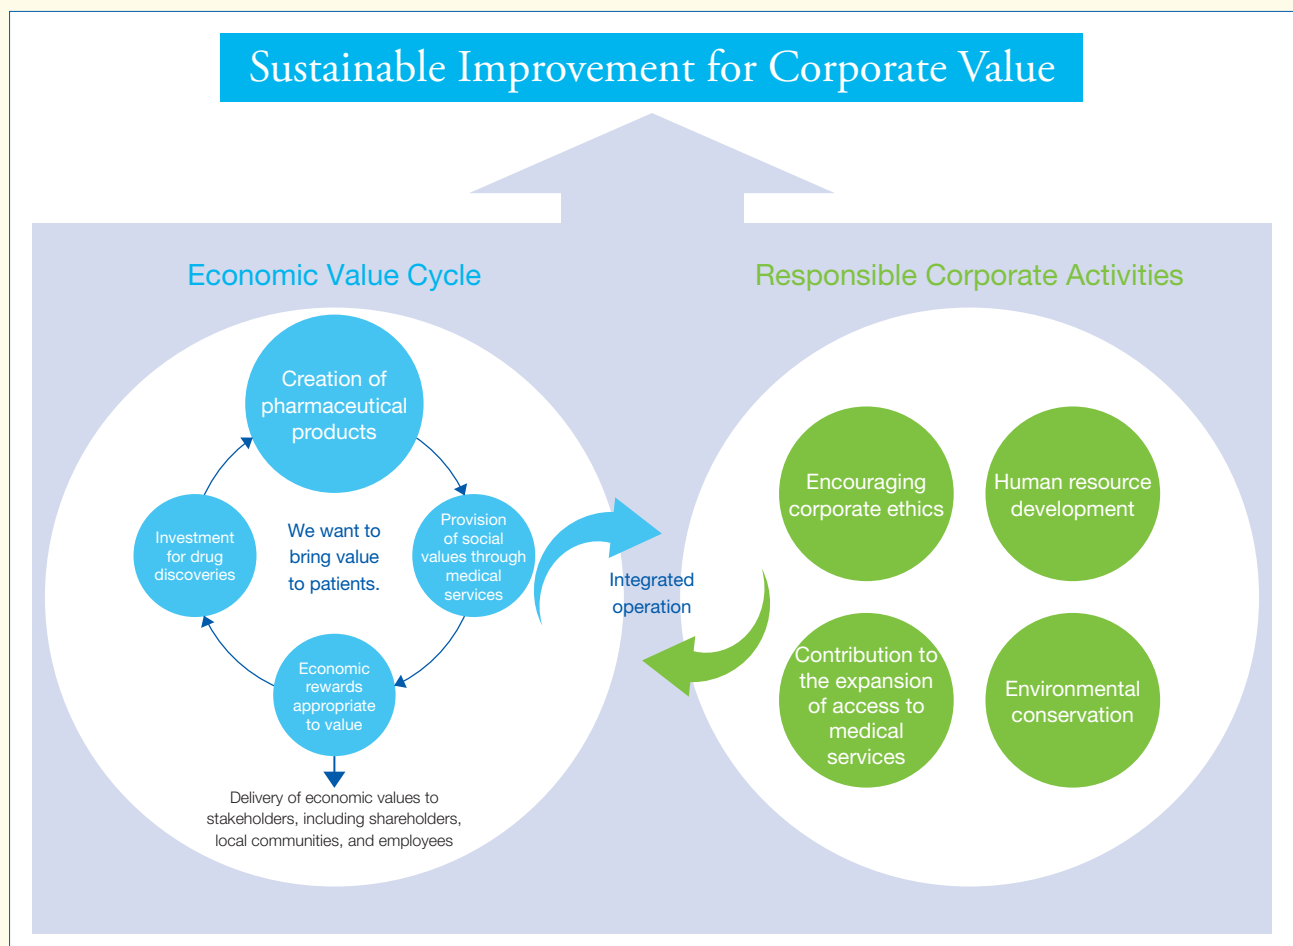 Sustainable Improvement for Corporate Value
Economic Value Cycle
Creation of
pharmaceutical
products
Provision
of social
values through
medical
services
Economic
rewards
appropriate
to value
Investment
for drug
discoveries
We want to
bring value
to patients.
Delivery of economic values to
stakeholders, including shareholders,
local communities, and employees
Integrated
operation
Responsible Corporate Activities
Encouraging
corporate ethics
Human resource
development
Contribution to
the expansion
of access to
medical
services
Environmental
conservation